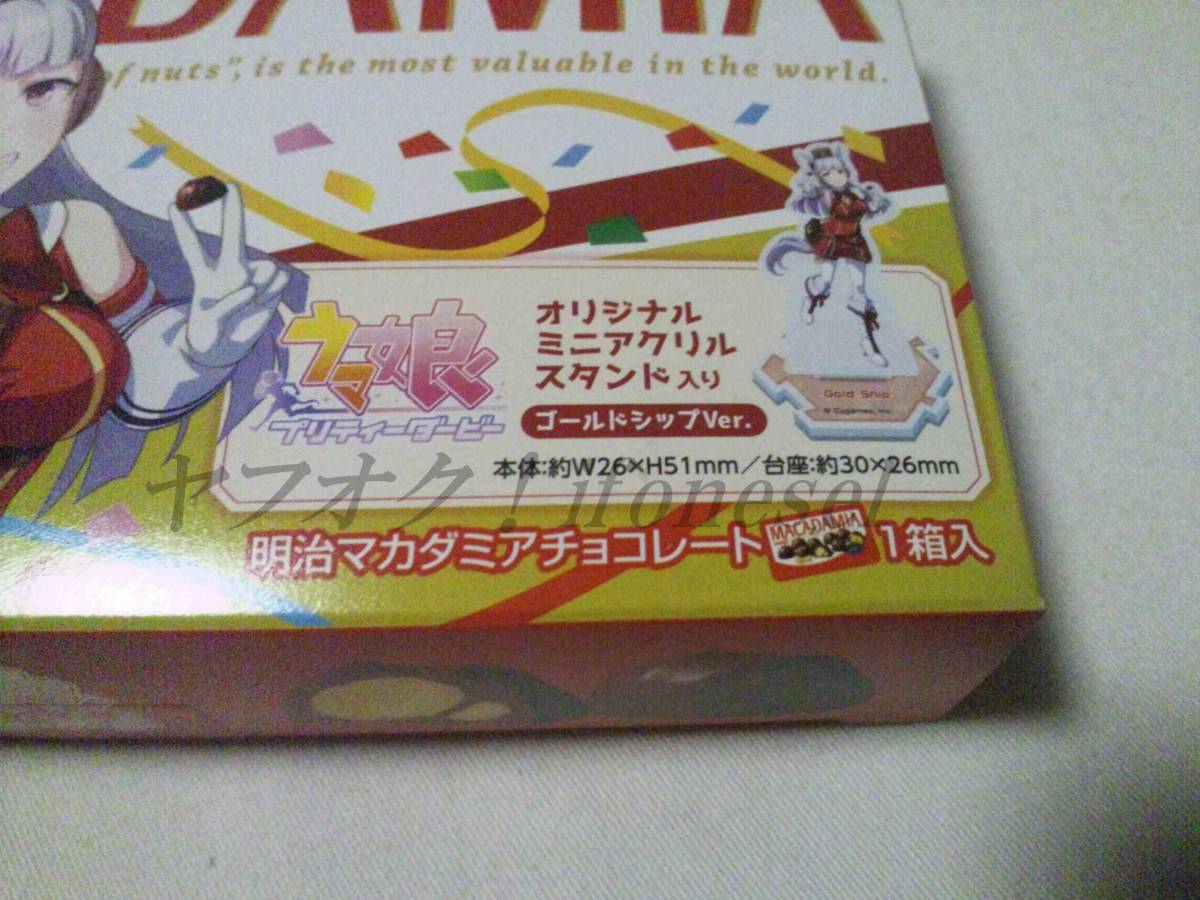 DAMIA
of nuts", is the most valuable in the world.
ウマ娘
プリティーダービー
オリジナル
ミニアクリル
スタンド入り
ゴールドシップVer.
Gold Ship
© Cygames, Inc.
本体:約W26×H51mm/台座:約30×26mm
ヤフオク!ifonesel
明治マカダミアチョコレート MACADAMIA 1箱入